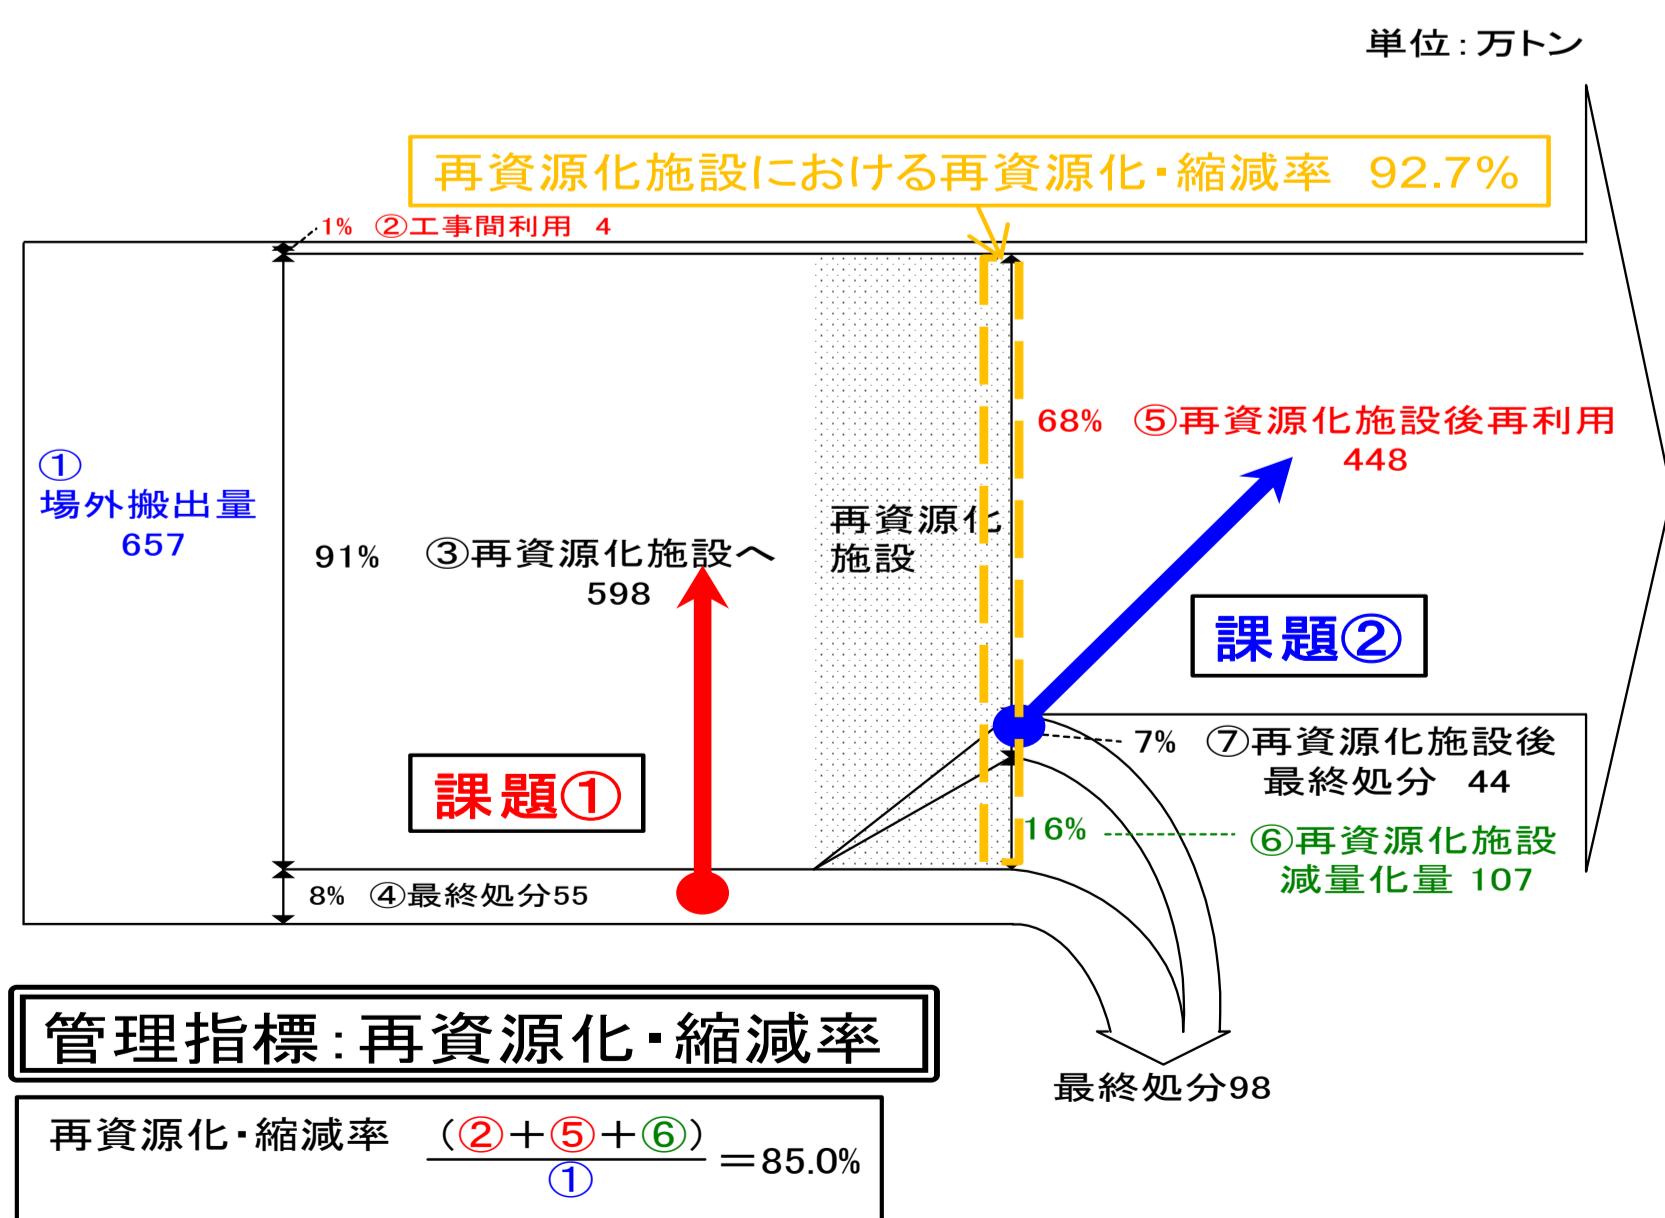 単位：万トン
再資源化施設における再資源化・縮減率 92.7%
1% ②工事間利用 4
68% ⑤再資源化施設後再利用
448
①
場外搬出量
657
91% ③再資源化施設へ
598
再資源化
施設
課題②
7% ⑦再資源化施設後
最終処分 44
課題①
16% ⑥再資源化施設
減量化量 107
8% ④最終処分55
管理指標：再資源化・縮減率
最終処分98
再資源化・縮減率 (②＋⑤＋⑥)
＝85.0%
①